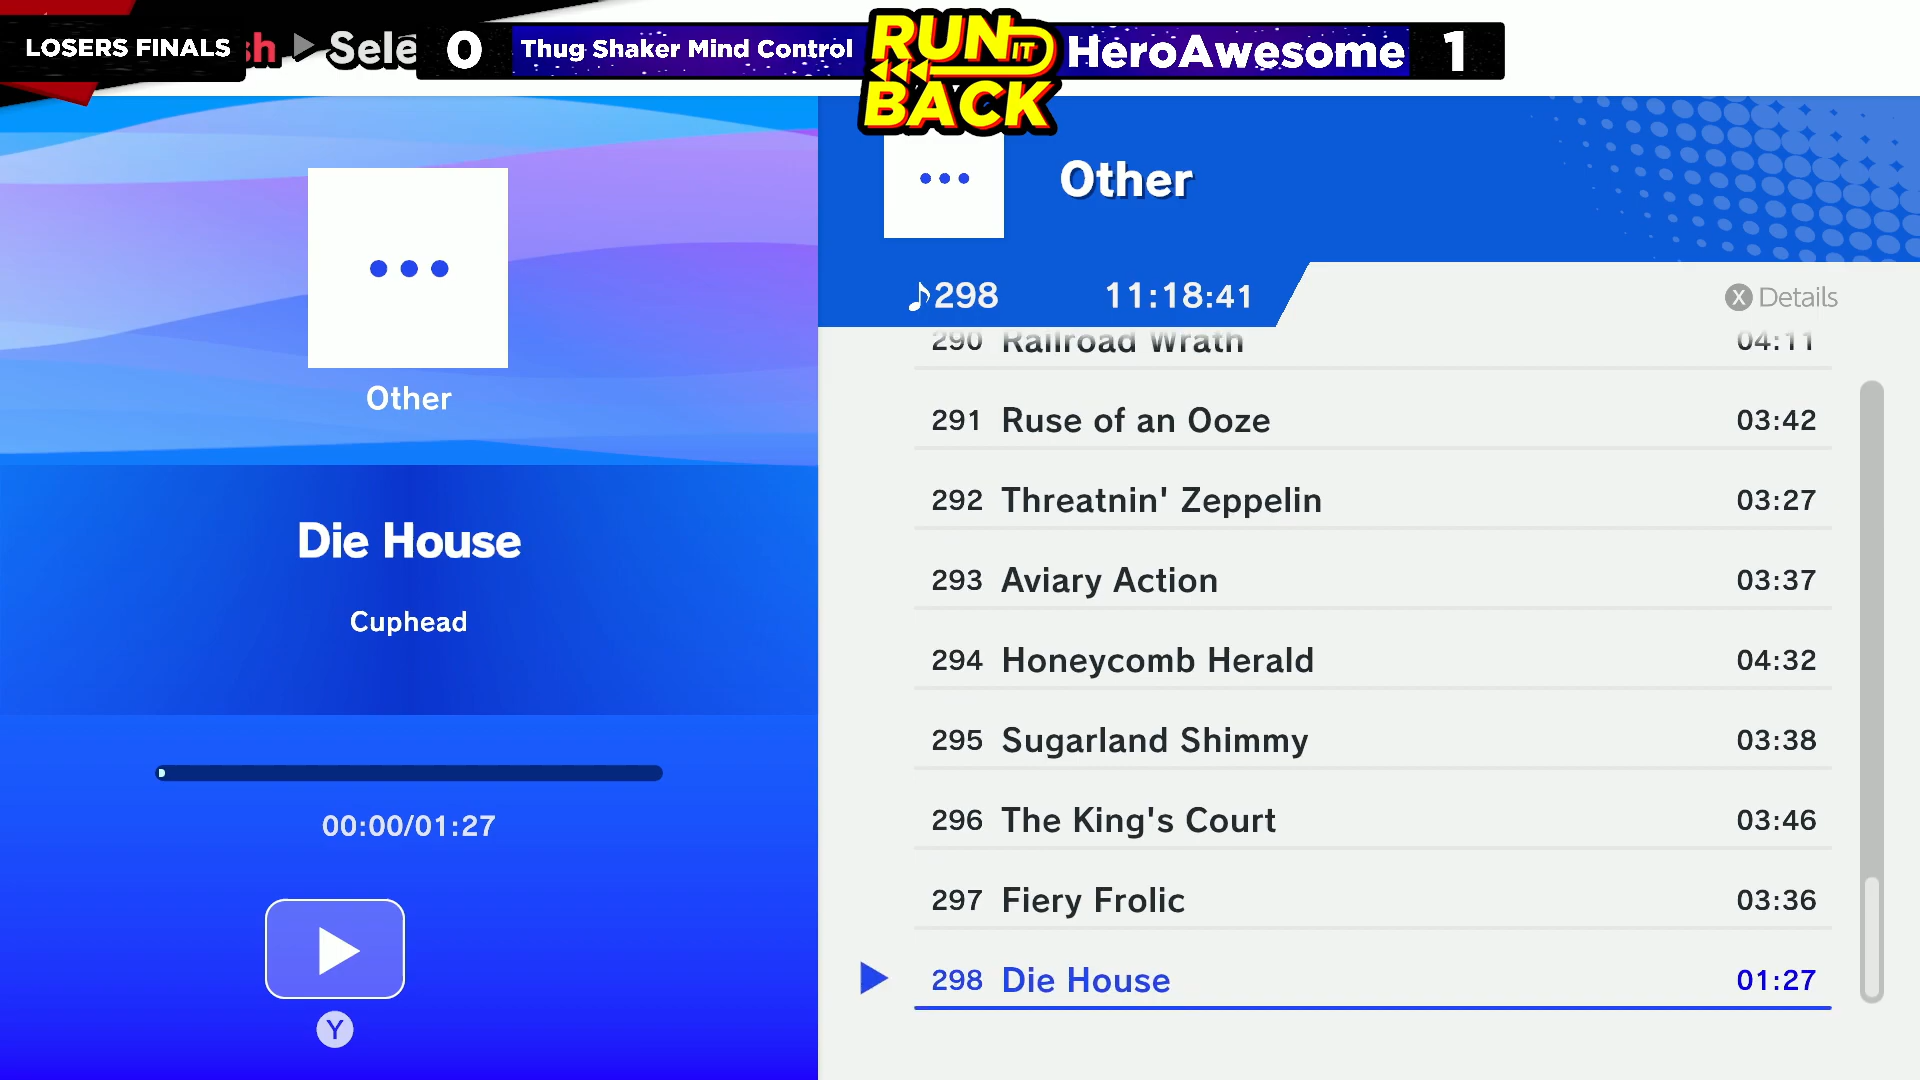 LOSERS FINALS
Sele
0
Thug Shaker Mind Control
RUN IT BACK
HeroAwesome
1
Other
Die House
Cuphead
00:00/01:27
Y
Other
298
11:18:41
X Details
290 Railroad Wrath 04:11
291 Ruse of an Ooze 03:42
292 Threatnin' Zeppelin 03:27
293 Aviary Action 03:37
294 Honeycomb Herald 04:32
295 Sugarland Shimmy 03:38
296 The King's Court 03:46
297 Fiery Frolic 03:36
298 Die House 01:27